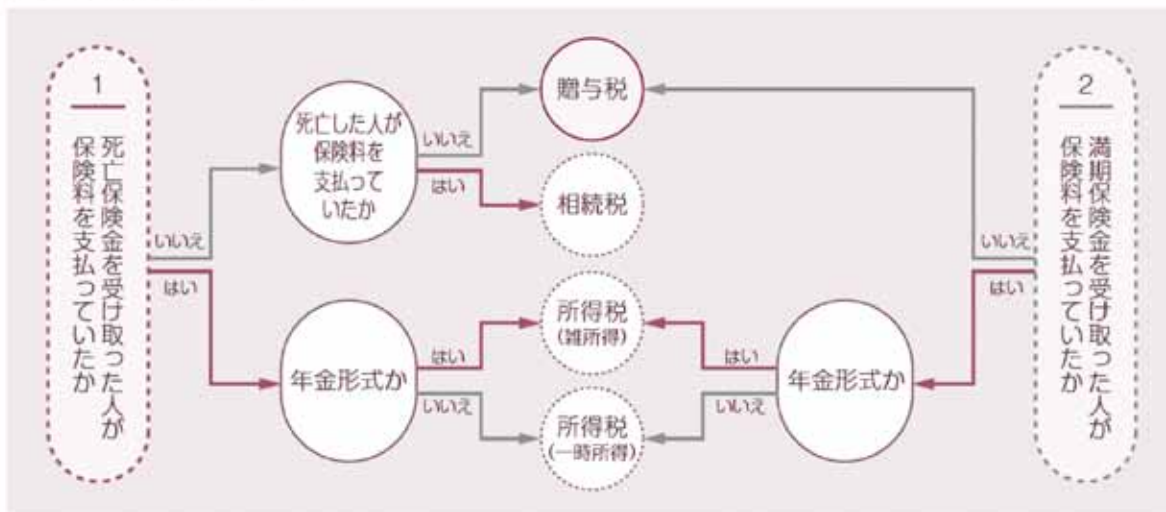 1
死亡保険金を受け取った人が
保険料を支払っていたか
いいえ
はい
死亡した人が
保険料を
支払って
いたか
いいえ
はい
年金形式か
はい
いいえ
贈与税
相続税
所得税
(雑所得)
所得税
(一時所得)
年金形式か
はい
いいえ
2
満期保険金を受け取った人が
保険料を支払っていたか
いいえ
はい